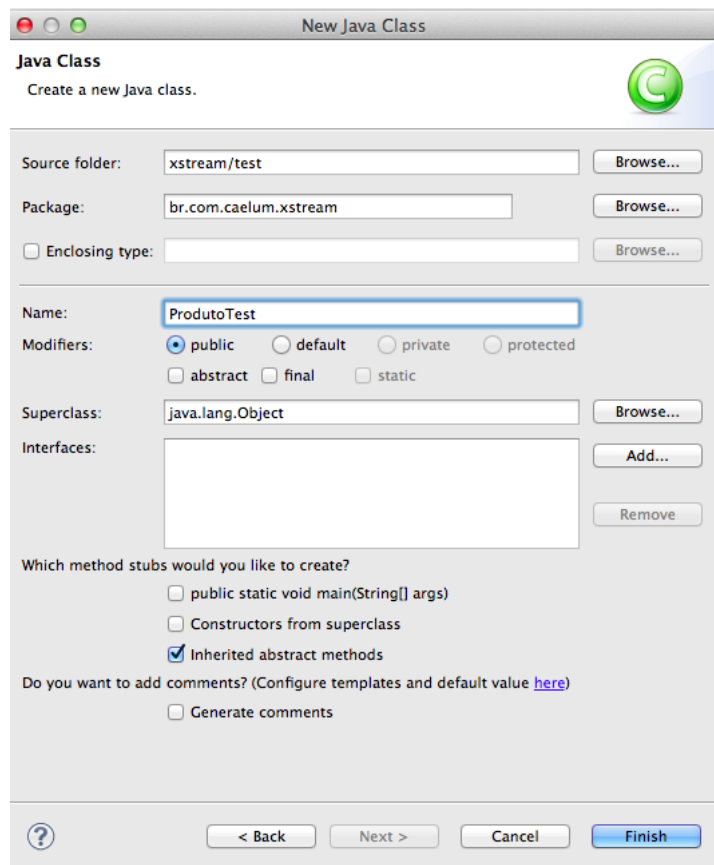 New Java Class
Java Class
Create a new Java class.
Source folder: xstream/test Browse...
Package: br.com.caelum.xstream Browse...
Enclosing type: Browse...
Name: ProdutoTest
Modifiers: public default private protected
abstract final static
Superclass: java.lang.Object Browse...
Interfaces: Add...
Remove
Which method stubs would you like to create?
public static void main(String[] args)
Constructors from superclass
Inherited abstract methods
Do you want to add comments? (Configure templates and default value here)
Generate comments
? < Back Next > Cancel Finish